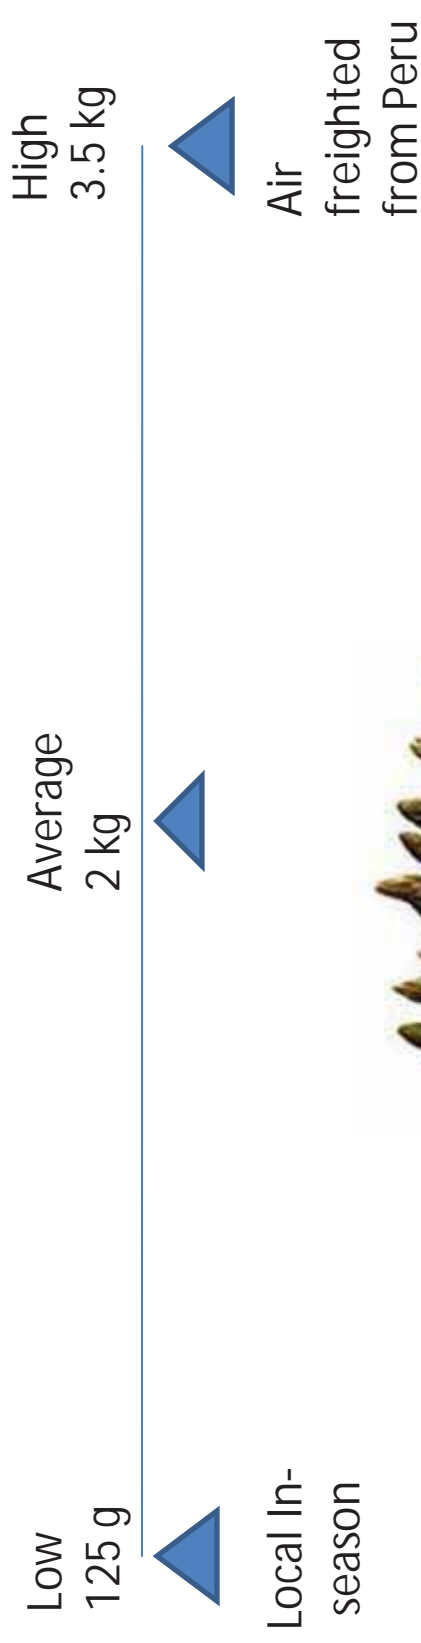 Low
125 g
Average
2 kg
High
3.5 kg
Local In-
season
Air
freighted
from Peru